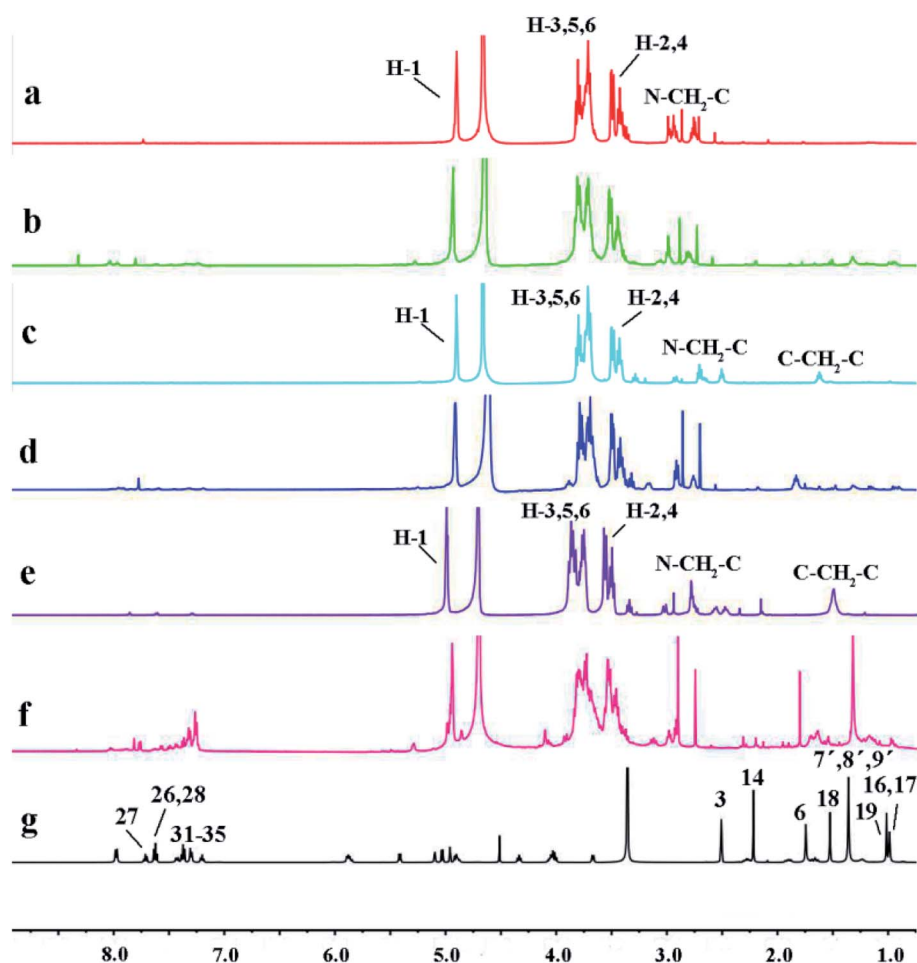 H-3,5,6
H-2,4
H-1
N-CH₂-C
a
b
H-3,5,6
H-2,4
H-1
N-CH₂-C
C-CH₂-C
c
d
H-3,5,6
H-2,4
H-1
N-CH₂-C
C-CH₂-C
e
f
7´,8´,9´
14
3
16,17
26,28
6
18
27
31-35
19
g
8.0 7.0 6.0 5.0 4.0 3.0 2.0 1.0